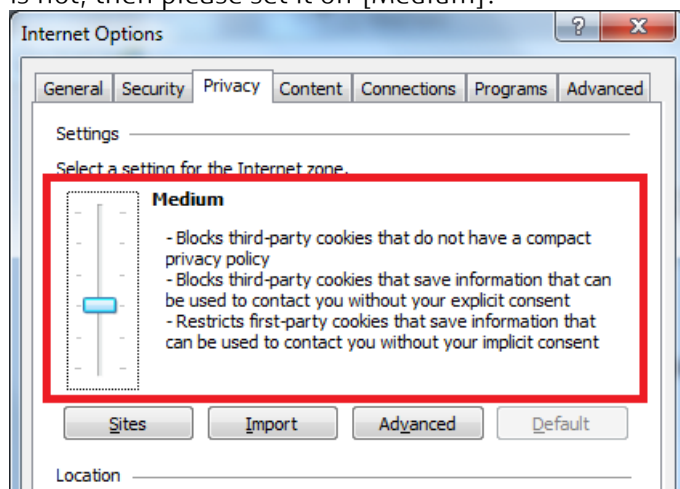 is not, then please set it on [Medium].
Internet Options
General Security Privacy Content Connections Programs Advanced
Settings
Select a setting for the Internet zone.
Medium
- Blocks third-party cookies that do not have a compact
privacy policy
- Blocks third-party cookies that save information that can
be used to contact you without your explicit consent
- Restricts first-party cookies that save information that
can be used to contact you without your implicit consent
Sites Import Advanced Default
Location